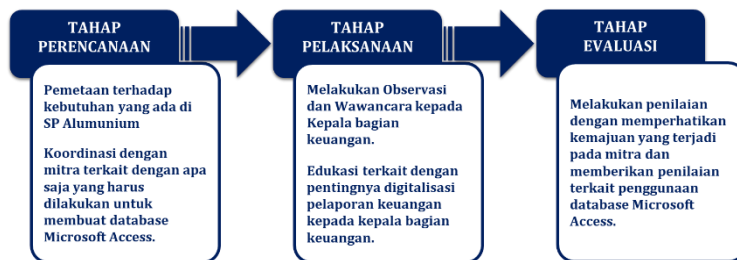 TAHAP
PERENCANAAN
Pemetaan terhadap
kebutuhan yang ada di
SP Alumunium
Koordinasi dengan
mitra terkait dengan apa
saja yang harus
dilakukan untuk
membuat database
Microsoft Access.
TAHAP
PELAKSANAAN
Melakukan Observasi
dan Wawancara kepada
Kepala bagian
keuangan.
Edukasi terkait dengan
pentingnya digitalisasi
pelaporan keuangan
kepada kepala bagian
keuangan.
TAHAP
EVALUASI
Melakukan penilaian
dengan memperhatikan
kemajuan yang terjadi
pada mitra dan
memberikan penilaian
terkait penggunaan
database Microsoft
Access.